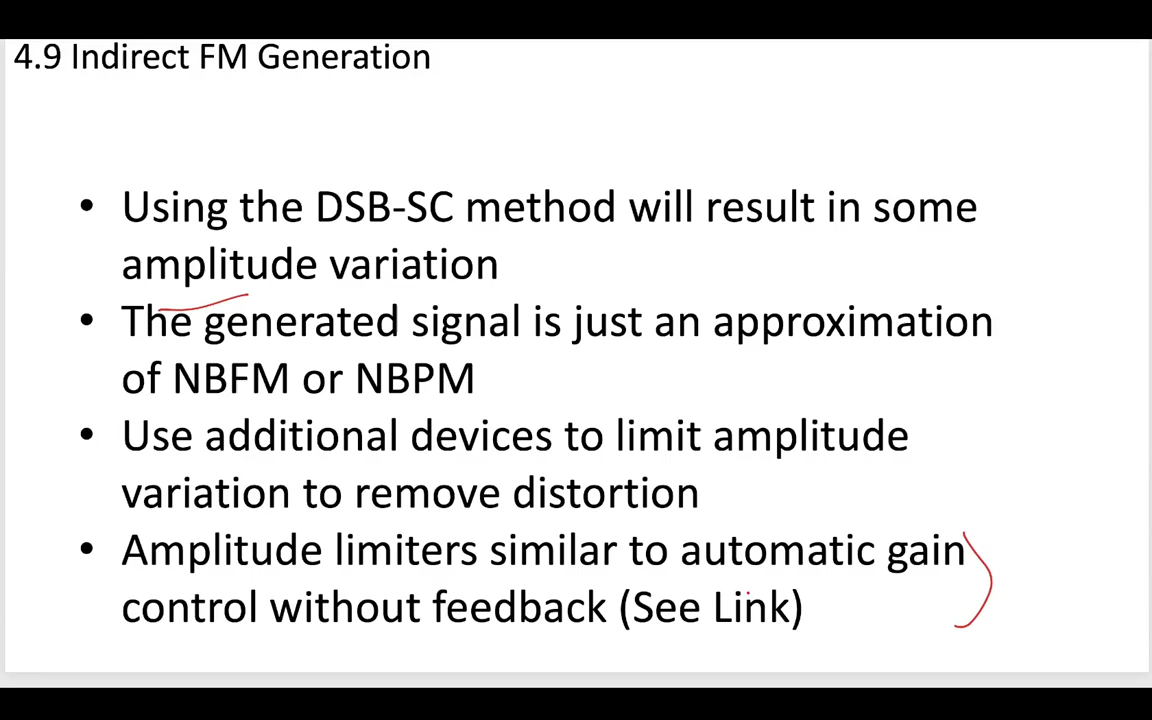 4.9 Indirect FM Generation
• Using the DSB-SC method will result in some
amplitude variation
• The generated signal is just an approximation
of NBFM or NBPM
• Use additional devices to limit amplitude
variation to remove distortion
• Amplitude limiters similar to automatic gain
control without feedback (See Link)